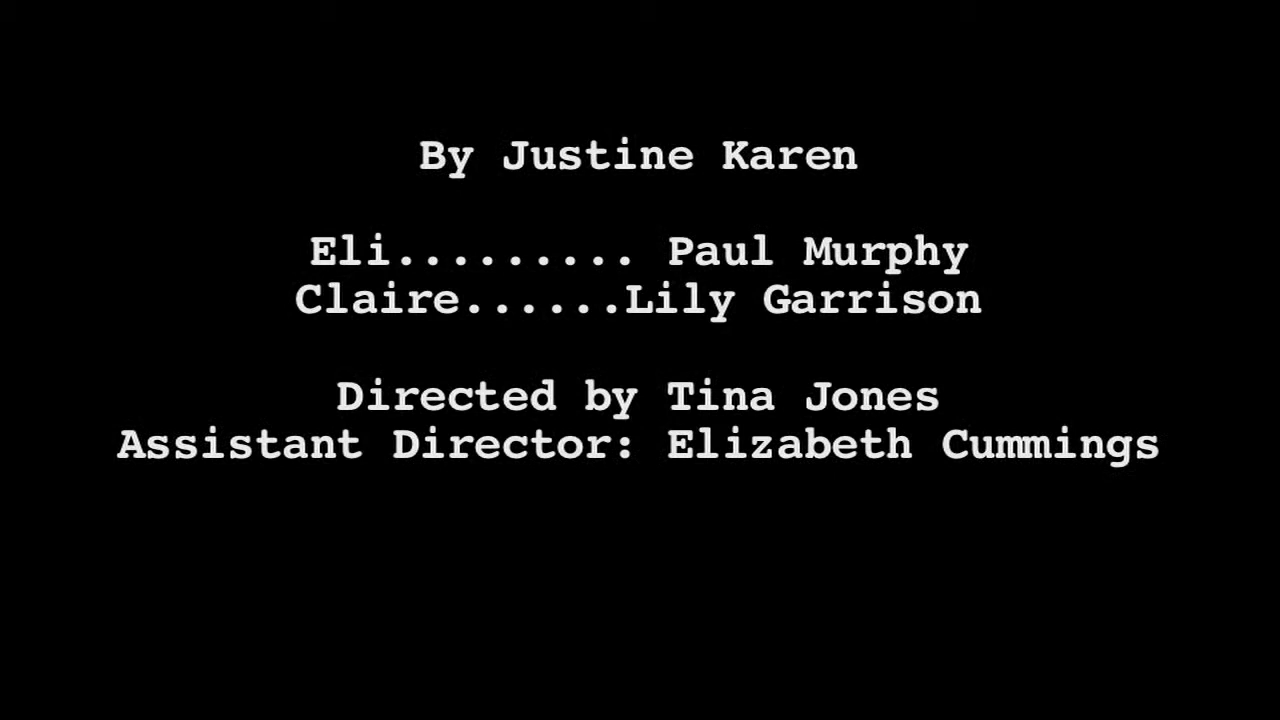 By Justine Karen
Eli......... Paul Murphy
Claire......Lily Garrison
Directed by Tina Jones
Assistant Director: Elizabeth Cummings